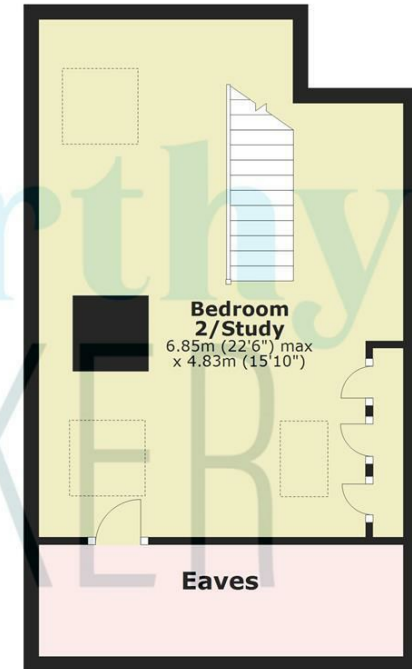 Bedroom
2/Study
6.85m (22'6") max
x 4.83m (15'10")
Eaves